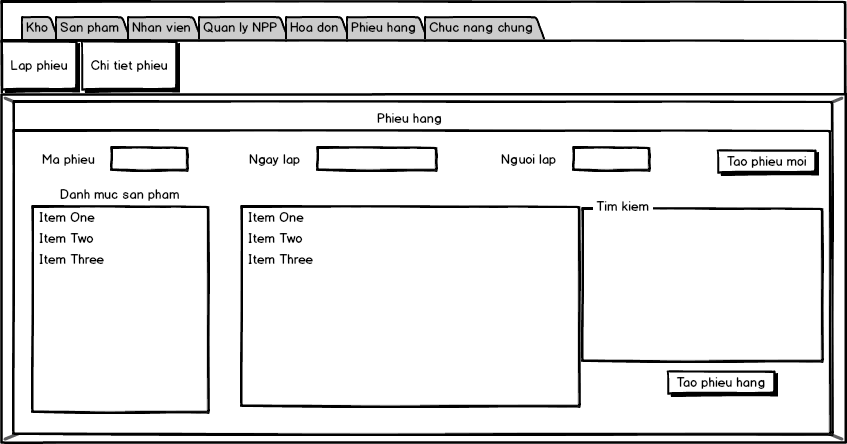 Kho San pham Nhan vien Quan ly NPP Hoa don Phieu hang Chuc nang chung
Lap phieu Chi tiet phieu
Phieu hang
Ma phieu Ngay lap Nguoi lap Tao phieu moi
Danh muc san pham
Item One
Item Two
Item Three
Item One
Item Two
Item Three
Tim kiem
Tao phieu hang